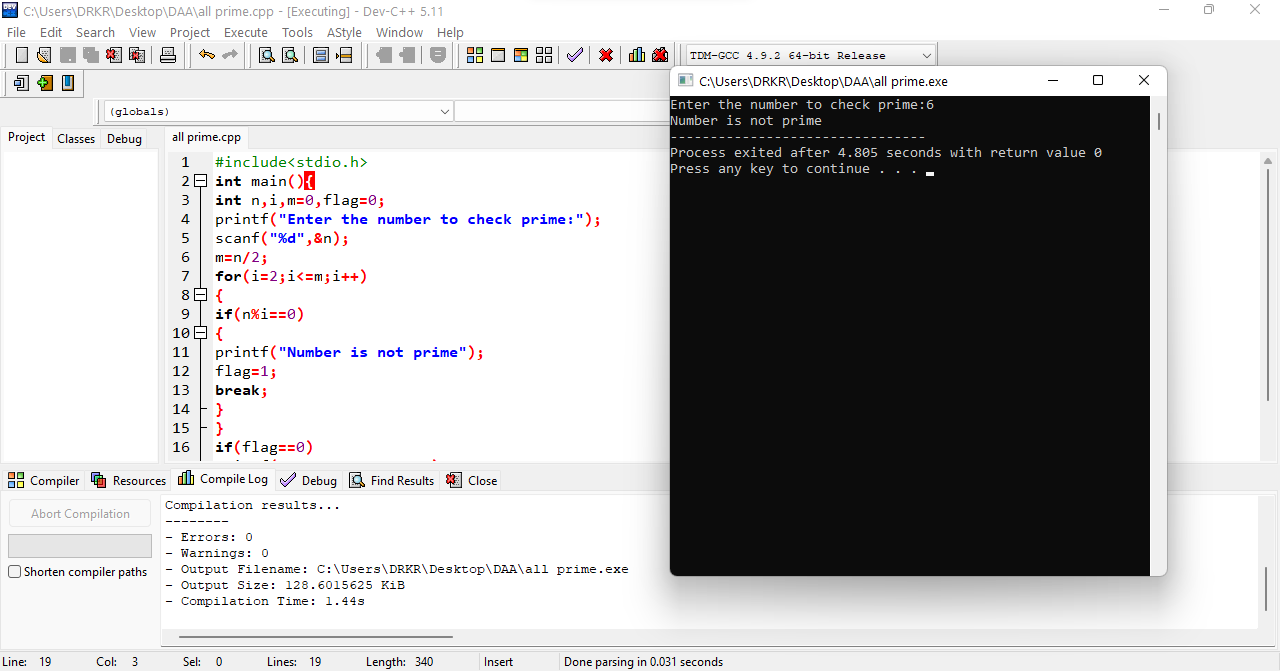 C:\Users\DRKR\Desktop\DAA\all prime.cpp - [Executing] - Dev-C++ 5.11
File Edit Search View Project Execute Tools AStyle Window Help
TDM-GCC 4.9.2 64-bit Release
(globals)
Project Classes Debug
all prime.cpp
1 #include<stdio.h>
2 int main(){
3 int n,i,m=0,flag=0;
4 printf("Enter the number to check prime:");
5 scanf("%d",&n);
6 m=n/2;
7 for(i=2;i<=m;i++)
8 {
9 if(n%i==0)
10 {
11 printf("Number is not prime");
12 flag=1;
13 break;
14 }
15 }
16 if(flag==0)
C:\Users\DRKR\Desktop\DAA\all prime.exe
Enter the number to check prime:6
Number is not prime
--------------------------------
Process exited after 4.805 seconds with return value 0
Press any key to continue . . .
Compiler Resources Compile Log Debug Find Results Close
Abort Compilation
Shorten compiler paths
Compilation results...
--------
- Errors: 0
- Warnings: 0
- Output Filename: C:\Users\DRKR\Desktop\DAA\all prime.exe
- Output Size: 128.6015625 KiB
- Compilation Time: 1.44s
Line: 19 Col: 3 Sel: 0 Lines: 19 Length: 340 Insert Done parsing in 0.031 seconds